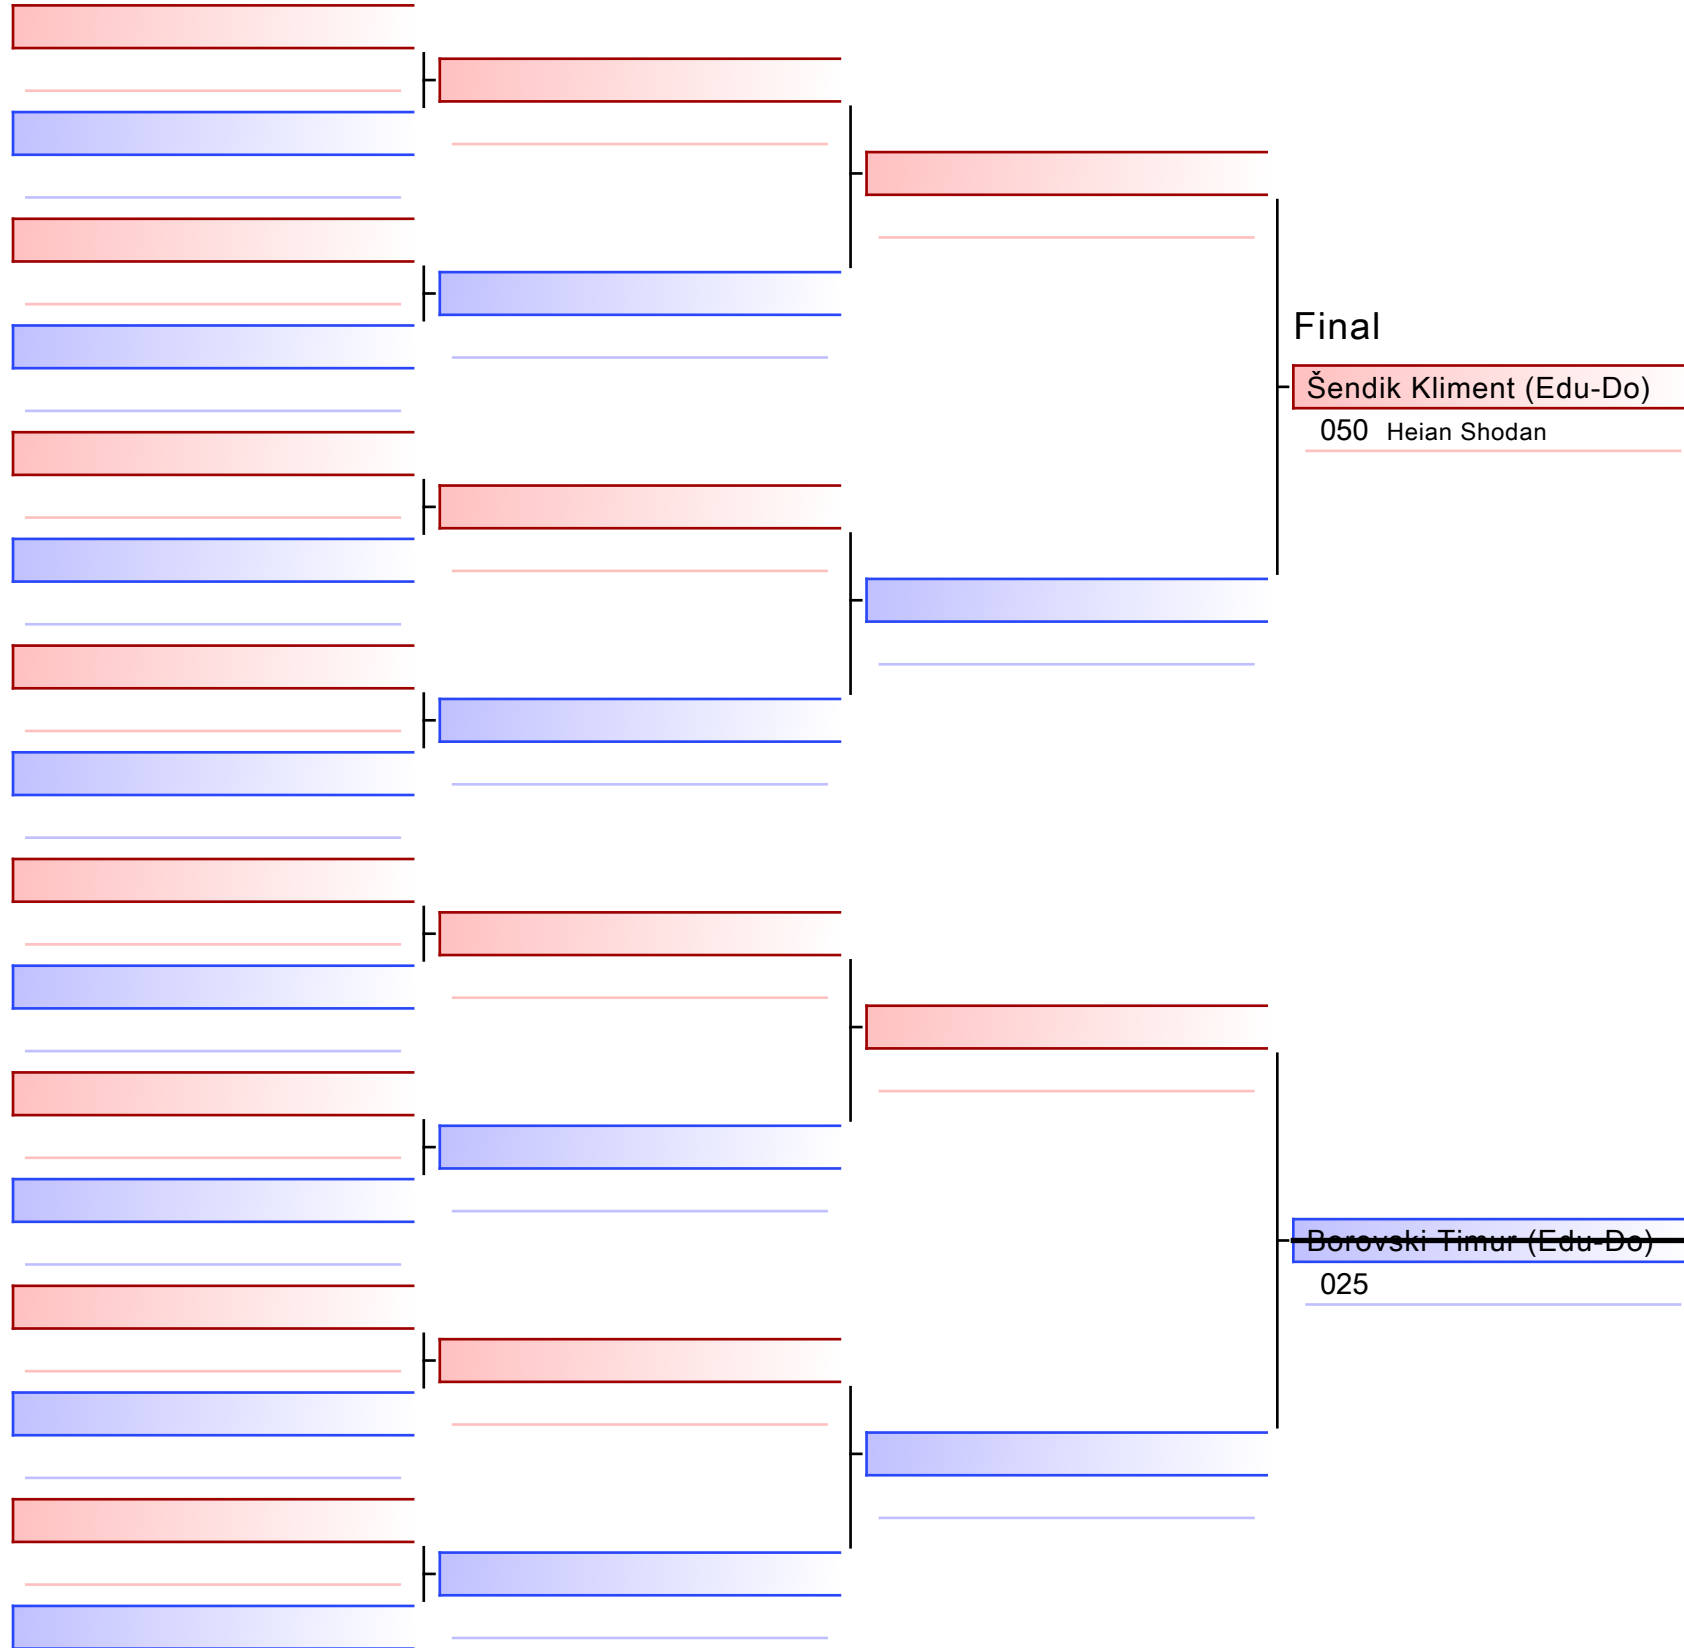 Final
Šendik Kliment (Edu-Do)
050 Heian Shodan
Borovski Timur (Edu-Do)
025